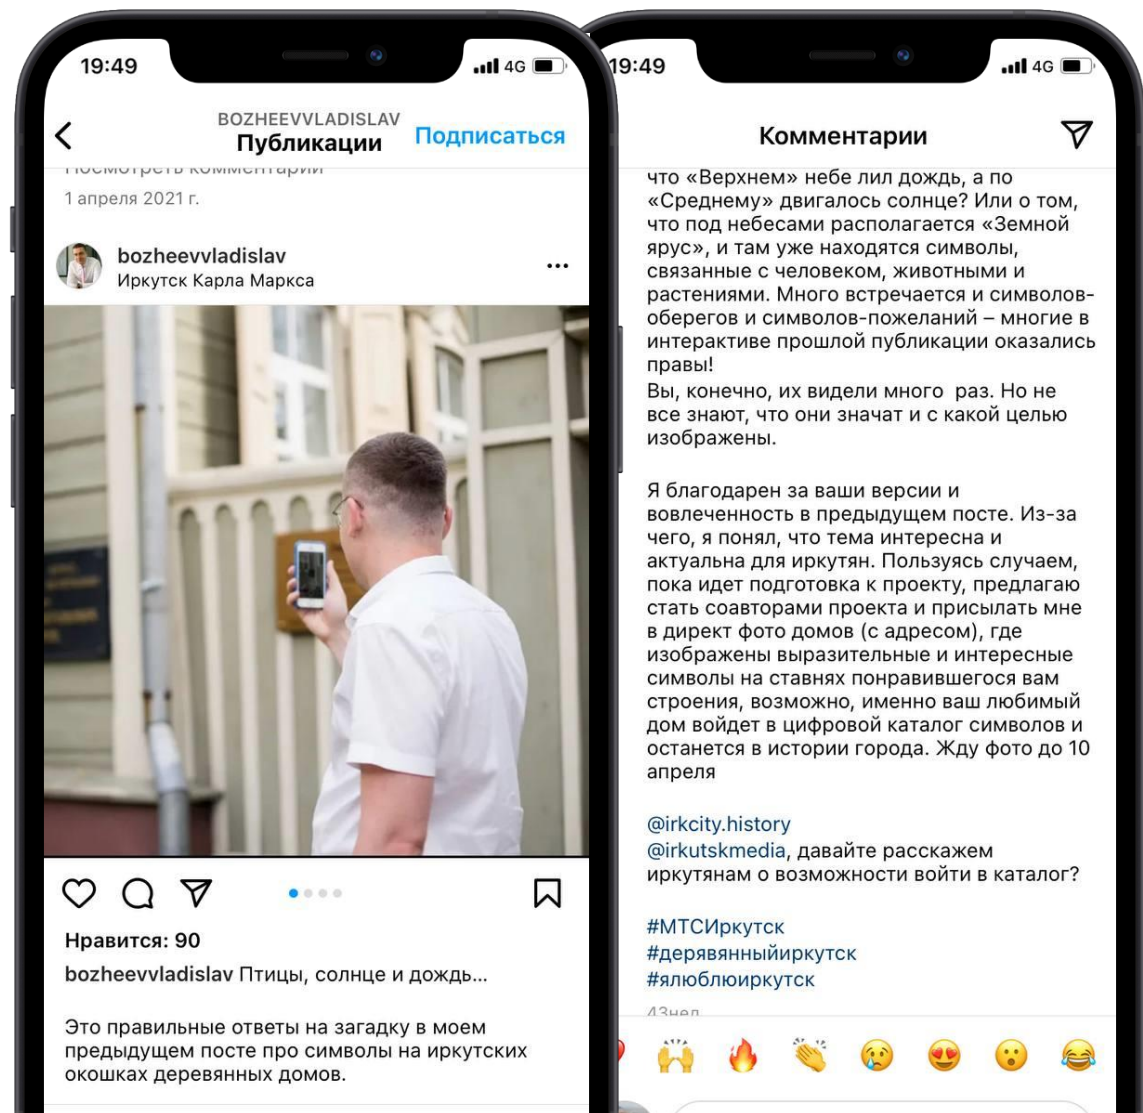 19:49
4G
BOZHEEVVLADISLAV
Публикации
Подписаться
Посмотреть комментарии
1 апреля 2021 г.
bozheevvladislav
Иркутск Карла Маркса
Нравится: 90
bozheevvladislav Птицы, солнце и дождь...
Это правильные ответы на загадку в моем
предыдущем посте про символы на иркутских
окошках деревянных домов.
19:49
4G
Комментарии
что «Верхнем» небе лил дождь, а по
«Среднему» двигалось солнце? Или о том,
что под небесами располагается «Земной
ярус», и там уже находятся символы,
связанные с человеком, животными и
растениями. Много встречается и символов-
оберегов и символов-пожеланий – многие в
интерактиве прошлой публикации оказались
правы!
Вы, конечно, их видели много  раз. Но не
все знают, что они значат и с какой целью
изображены.
Я благодарен за ваши версии и
вовлеченность в предыдущем посте. Из-за
чего, я понял, что тема интересна и
актуальна для иркутян. Пользуясь случаем,
пока идет подготовка к проекту, предлагаю
стать соавторами проекта и присылать мне
в директ фото домов (с адресом), где
изображены выразительные и интересные
символы на ставнях понравившегося вам
строения, возможно, именно ваш любимый
дом войдет в цифровой каталог символов и
останется в истории города. Жду фото до 10
апреля
@irkcity.history
@irkutskmedia, давайте расскажем
иркутянам о возможности войти в каталог?
#МТСИркутск
#дерявянныйиркутск
#ялюблюиркутск
43нед